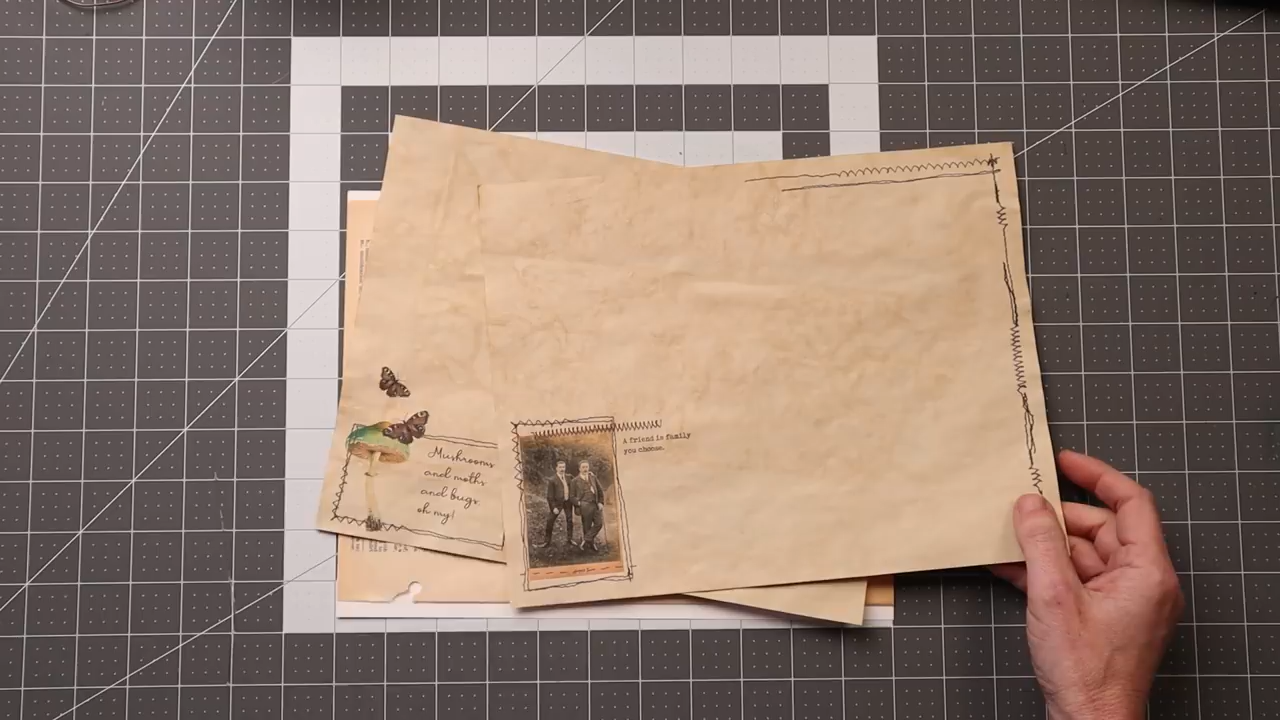 Mushrooms
and moths
and bugs,
oh my!
A friend is family
you choose.